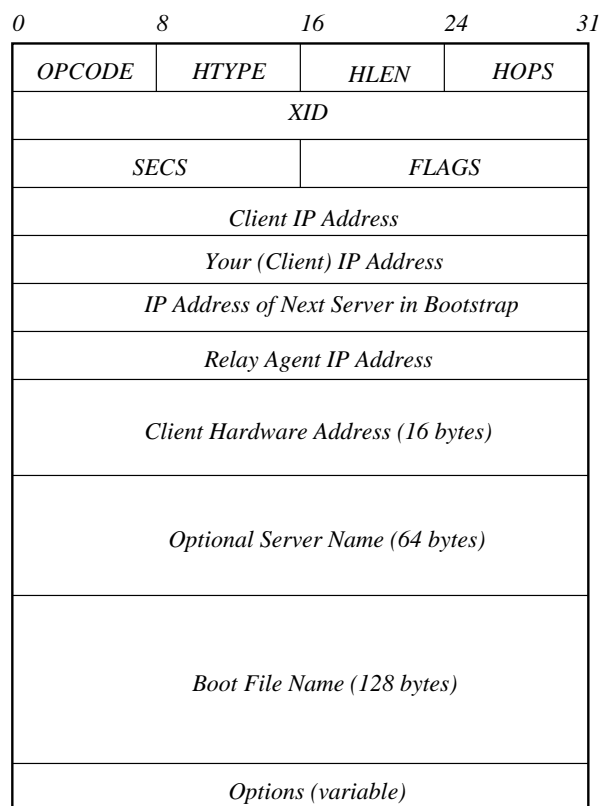 0 8 16 24 31
OPCODE HTYPE HLEN HOPS
XID
SECS FLAGS
Client IP Address
Your (Client) IP Address
IP Address of Next Server in Bootstrap
Relay Agent IP Address
Client Hardware Address (16 bytes)
Optional Server Name (64 bytes)
Boot File Name (128 bytes)
Options (variable)